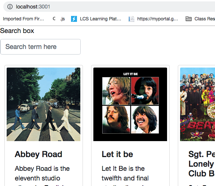 localhost:3001
Imported From Fir... LCS Learning Plat... https://myportal.g...
Search box
Search term here
LET IT BE
Abbey Road
Abbey Road is the
eleventh studio
Let it be
Let It Be is the
twelfth and final
Sgt. Pe
Lonely
Club B